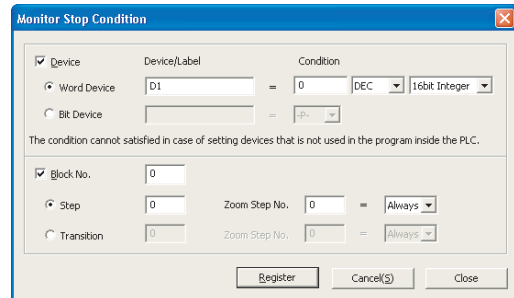 Monitor Stop Condition
Device Device/Label Condition
Word Device D1 = 0 DEC 16bit Integer
Bit Device = -P-
The condition cannot satisfied in case of setting devices that is not used in the program inside the PLC.
Block No. 0
Step 0 Zoom Step No. 0 = Always
Transition 0 Zoom Step No. 0 = Always
Register Cancel(S) Close